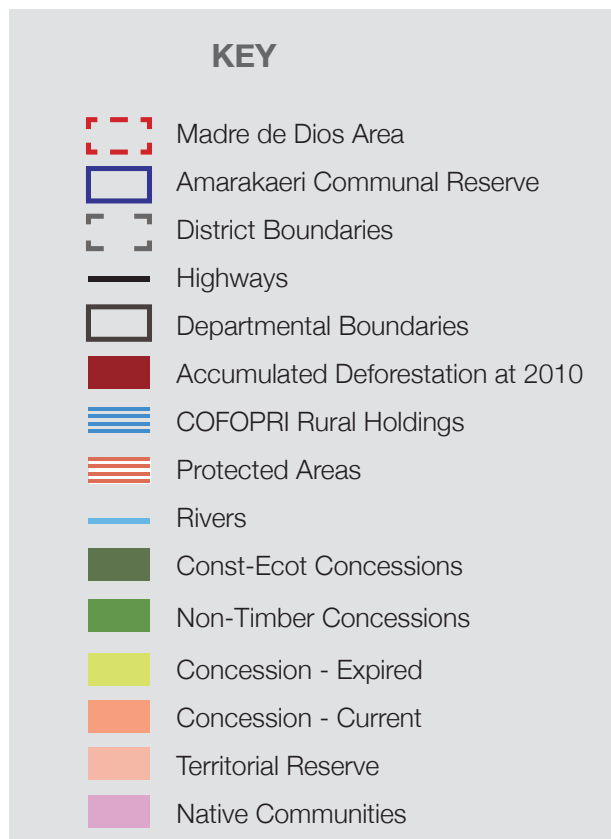 KEY
Madre de Dios Area
Amarakaeri Communal Reserve
District Boundaries
Highways
Departmental Boundaries
Accumulated Deforestation at 2010
COFOPRI Rural Holdings
Protected Areas
Rivers
Const-Ecot Concessions
Non-Timber Concessions
Concession - Expired
Concession - Current
Territorial Reserve
Native Communities